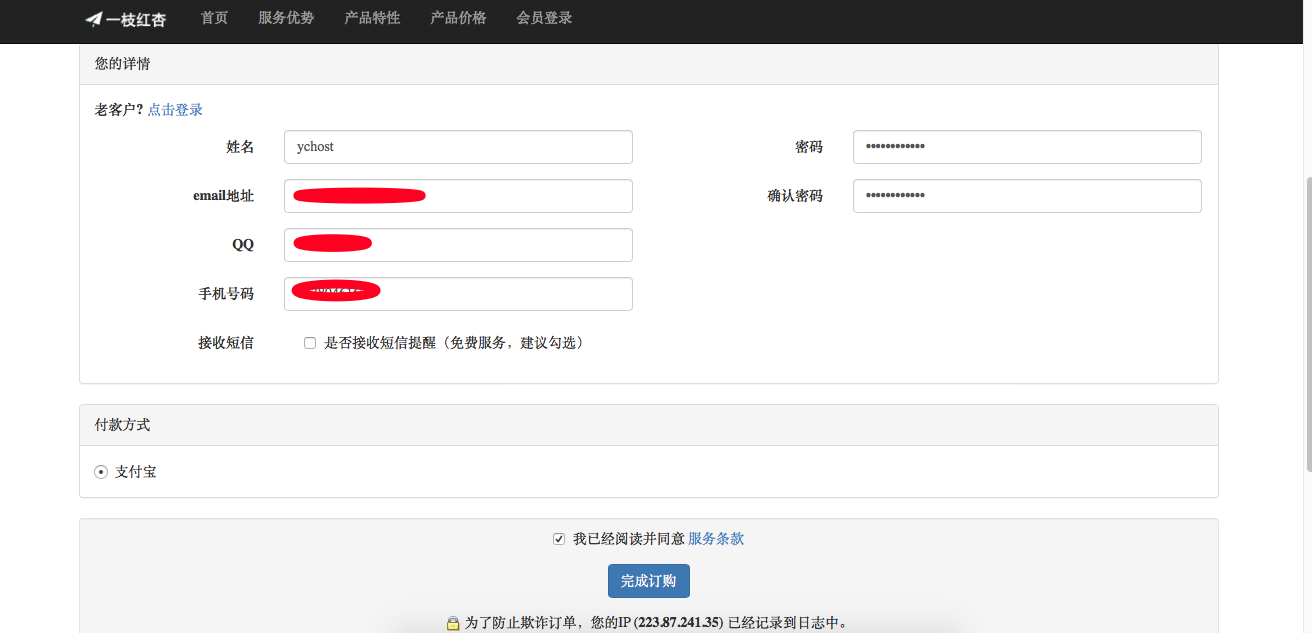 一枝红杏 首页 服务优势 产品特性 产品价格 会员登录
您的详情
老客户? 点击登录
姓名 ychost 密码 ••••••••••••
email地址 确认密码 ••••••••••••
QQ
手机号码
接收短信 是否接收短信提醒（免费服务，建议勾选）
付款方式
支付宝
我已经阅读并同意 服务条款
完成订购
为了防止欺诈订单，您的IP (223.87.241.35) 已经记录到日志中。